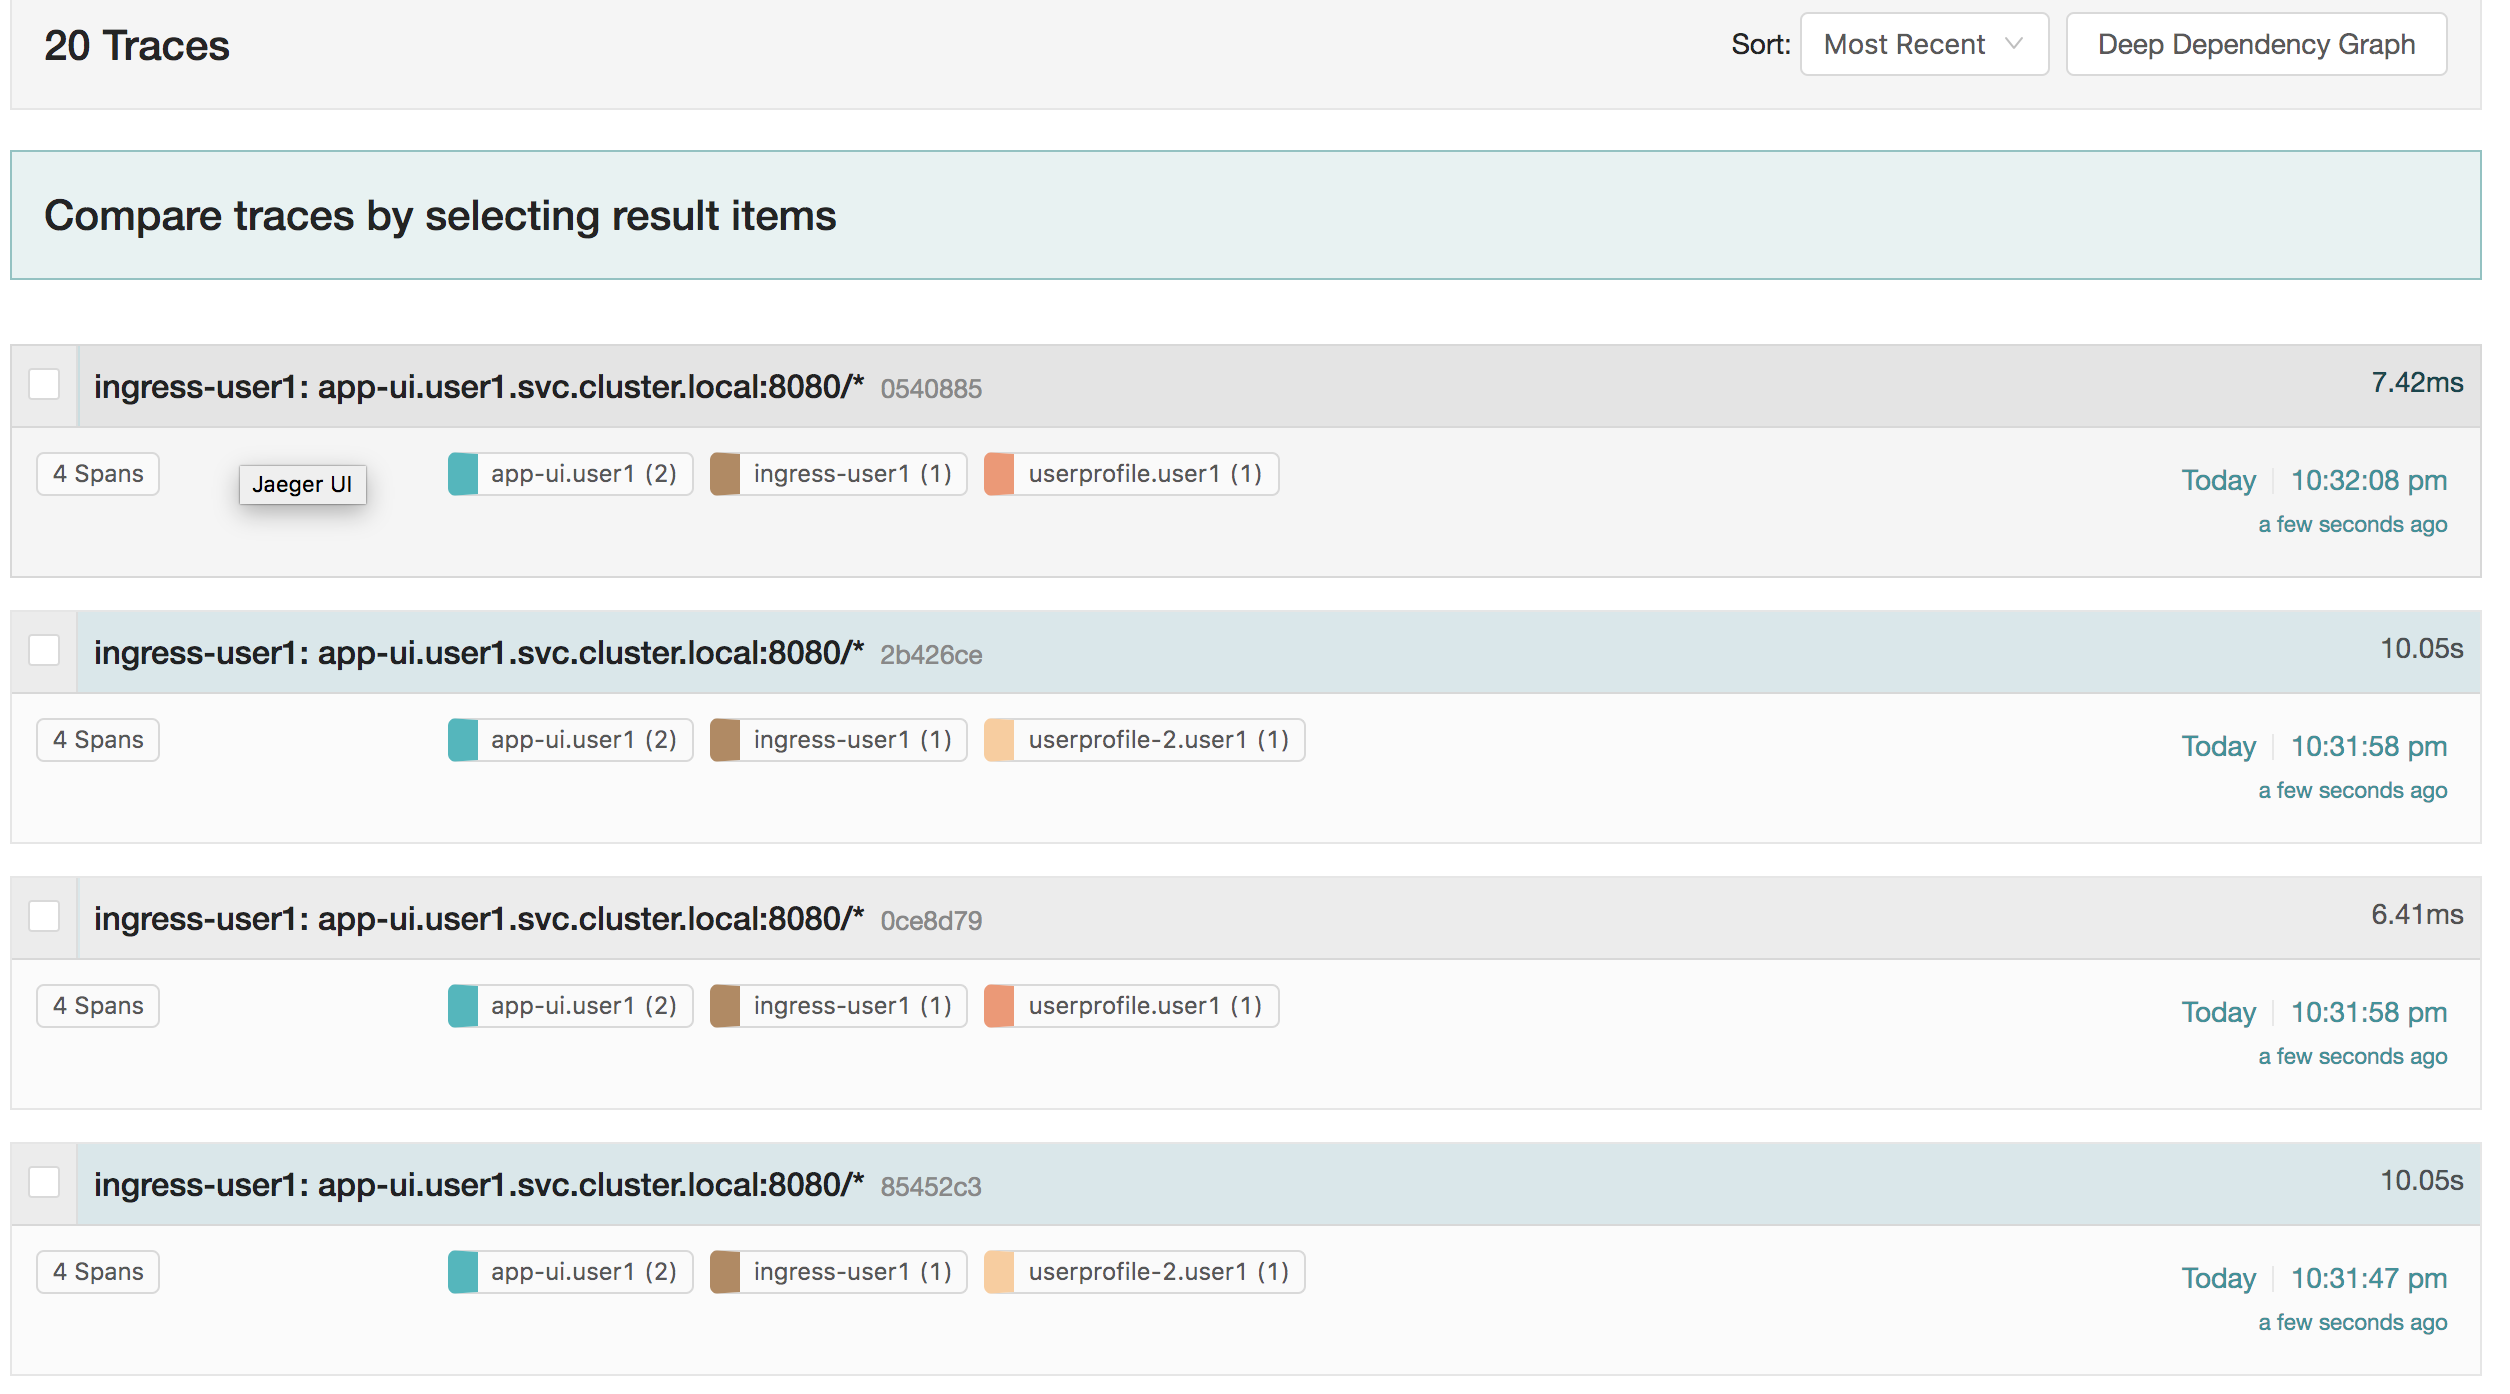 20 Traces
Sort: Most Recent Deep Dependency Graph
Compare traces by selecting result items
ingress-user1: app-ui.user1.svc.cluster.local:8080/* 0540885 7.42ms
4 Spans Jaeger UI app-ui.user1 (2) ingress-user1 (1) userprofile.user1 (1) Today 10:32:08 pm
a few seconds ago
ingress-user1: app-ui.user1.svc.cluster.local:8080/* 2b426ce 10.05s
4 Spans app-ui.user1 (2) ingress-user1 (1) userprofile-2.user1 (1) Today 10:31:58 pm
a few seconds ago
ingress-user1: app-ui.user1.svc.cluster.local:8080/* 0ce8d79 6.41ms
4 Spans app-ui.user1 (2) ingress-user1 (1) userprofile.user1 (1) Today 10:31:58 pm
a few seconds ago
ingress-user1: app-ui.user1.svc.cluster.local:8080/* 85452c3 10.05s
4 Spans app-ui.user1 (2) ingress-user1 (1) userprofile-2.user1 (1) Today 10:31:47 pm
a few seconds ago